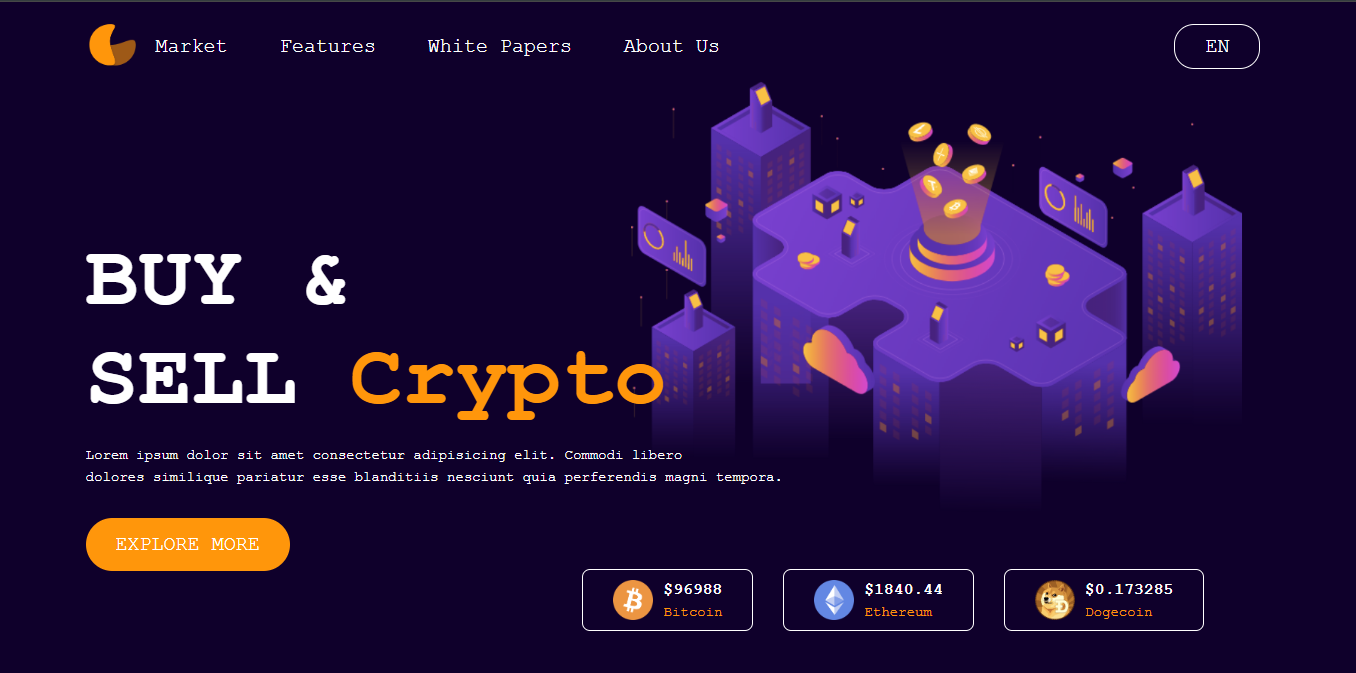 Market
Features
White Papers
About Us
EN
BUY &
SELL Crypto
Lorem ipsum dolor sit amet consectetur adipisicing elit. Commodi libero
dolores similique pariatur esse blanditiis nesciunt quia perferendis magni tempora.
EXPLORE MORE
$96988
Bitcoin
$1840.44
Ethereum
$0.173285
Dogecoin